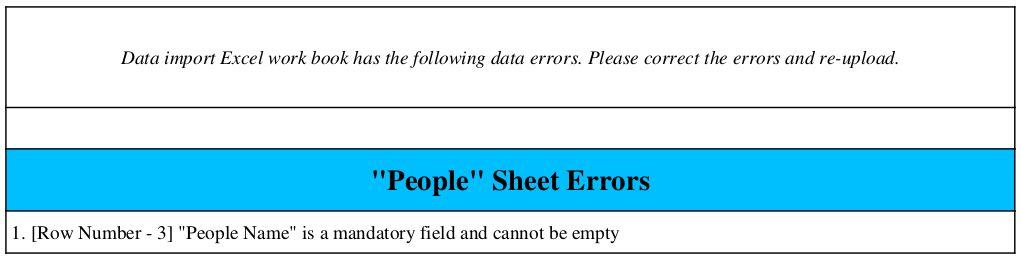 Data import Excel work book has the following data errors. Please correct the errors and re-upload.
"People" Sheet Errors
1. [Row Number - 3] "People Name" is a mandatory field and cannot be empty